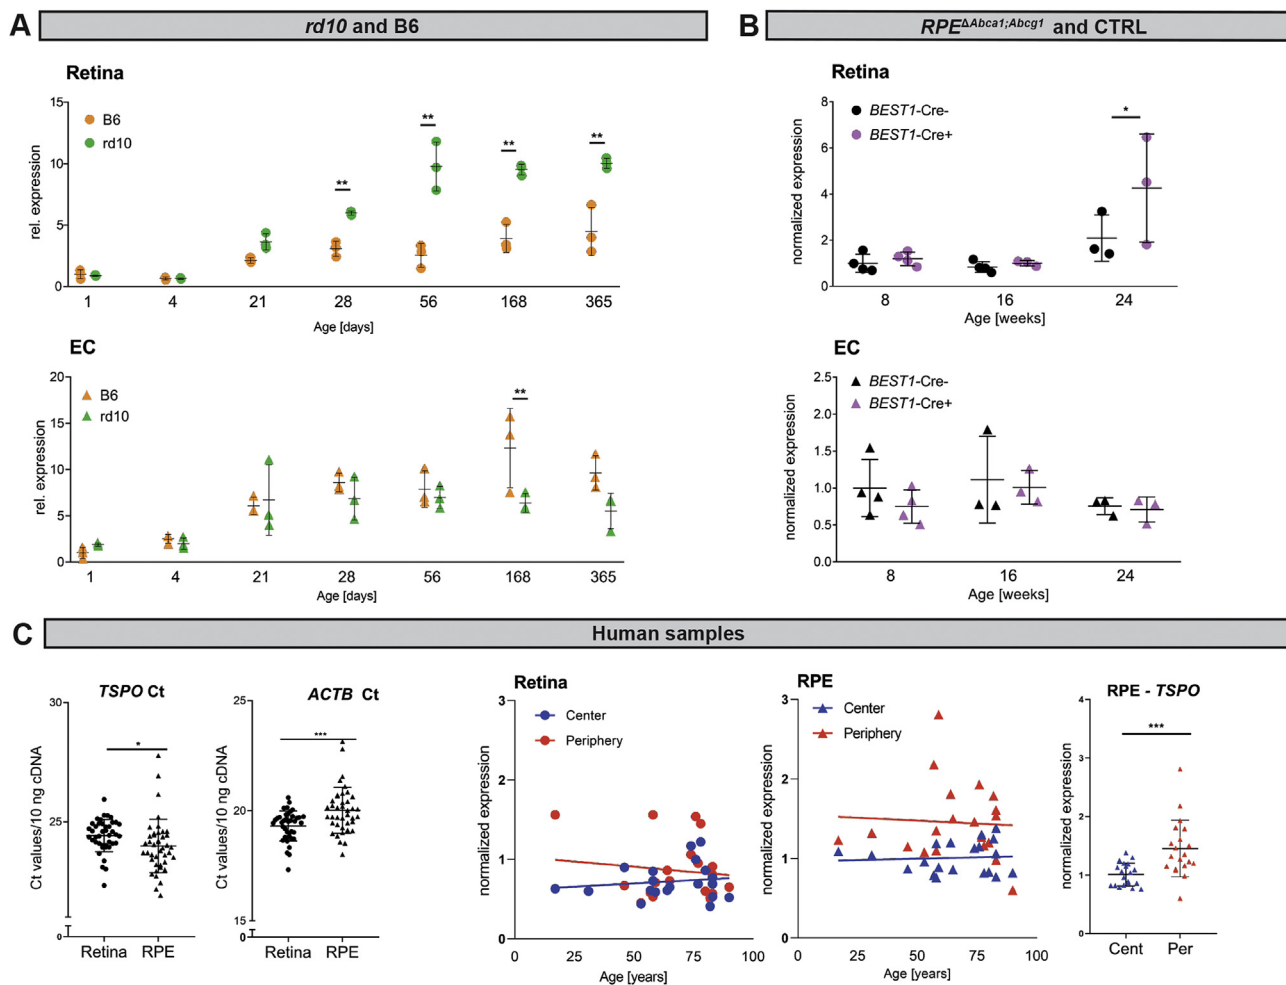 A
rd10 and B6
Retina
15
10
5
0
rel. expression
B6
rd10
**
**
**
**
1 4 21 28 56 168 365
Age [days]
EC
20
15
10
5
0
rel. expression
B6
rd10
**
1 4 21 28 56 168 365
Age [days]
B
RPEΔAbca1;Abcg1 and CTRL
Retina
8
6
4
2
0
normalized expression
BEST1-Cre-
BEST1-Cre+
*
8 16 24
Age [weeks]
EC
2.5
2.0
1.5
1.0
0.5
0.0
normalized expression
BEST1-Cre-
BEST1-Cre+
8 16 24
Age [weeks]
C
Human samples
TSPO Ct
30
25
0
Ct values/10 ng cDNA
*
Retina RPE
ACTB Ct
25
20
15
0
Ct values/10 ng cDNA
***
Retina RPE
Retina
3
2
1
0
normalized expression
Center
Periphery
0 25 50 75 100
Age [years]
RPE
3
2
1
0
normalized expression
Center
Periphery
0 25 50 75 100
Age [years]
RPE - TSPO
4
3
2
1
0
normalized expression
***
Cent Per